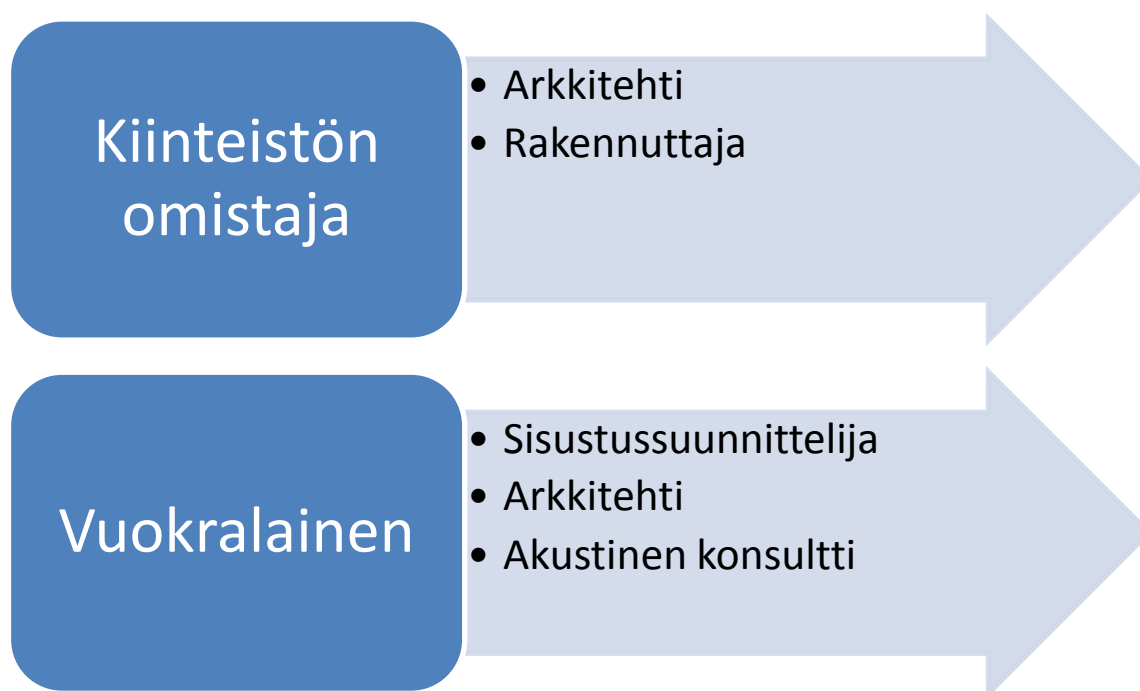 Kiinteistön
omistaja
• Arkkitehti
• Rakennuttaja
Vuokralainen
• Sisustussuunnittelija
• Arkkitehti
• Akustinen konsultti